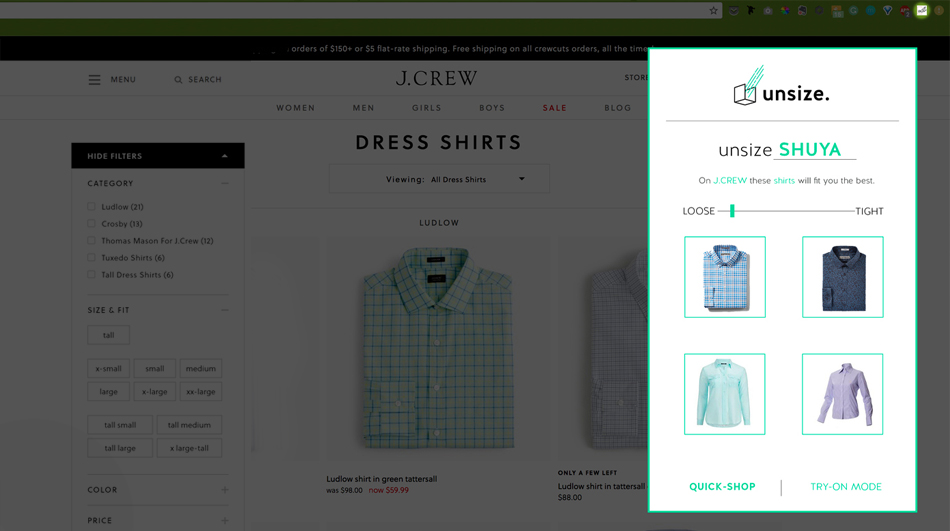 orders of $150+ or $5 flat-rate shipping. Free shipping on all crewcuts orders, all the time
MENU
SEARCH
J.CREW
STOR
WOMEN MEN GIRLS BOYS SALE BLOG
DRESS SHIRTS
Viewing: All Dress Shirts
HIDE FILTERS
CATEGORY
Ludlow (21)
Crosby (13)
Thomas Mason For J.Crew (12)
Tuxedo Shirts (6)
Tall Dress Shirts (6)
SIZE & FIT
tall
x-small small medium
large x-large xx-large
tall small tall medium
tall large x large-tall
COLOR
PRICE
LUDLOW
Ludlow shirt in green tattersall
was $98.00 now $59.99
ONLY A FEW LEFT
Ludlow shirt in tattersall
$88.00
unsize.
unsize SHUYA
On J.CREW these shirts will fit you the best.
LOOSE TIGHT
QUICK-SHOP TRY-ON MODE